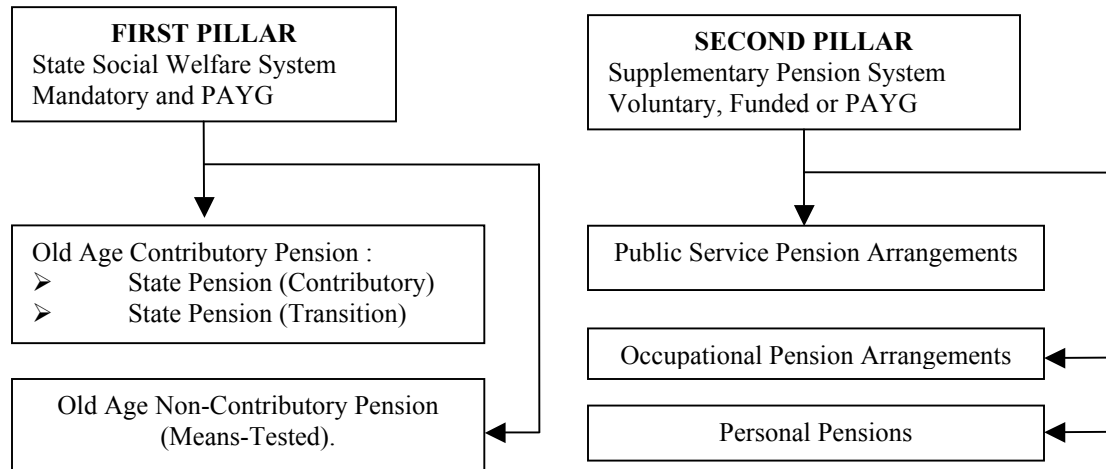 FIRST PILLAR
State Social Welfare System
Mandatory and PAYG
Old Age Contributory Pension :
➢ State Pension (Contributory)
➢ State Pension (Transition)
Old Age Non-Contributory Pension
(Means-Tested).
SECOND PILLAR
Supplementary Pension System
Voluntary, Funded or PAYG
Public Service Pension Arrangements
Occupational Pension Arrangements
Personal Pensions